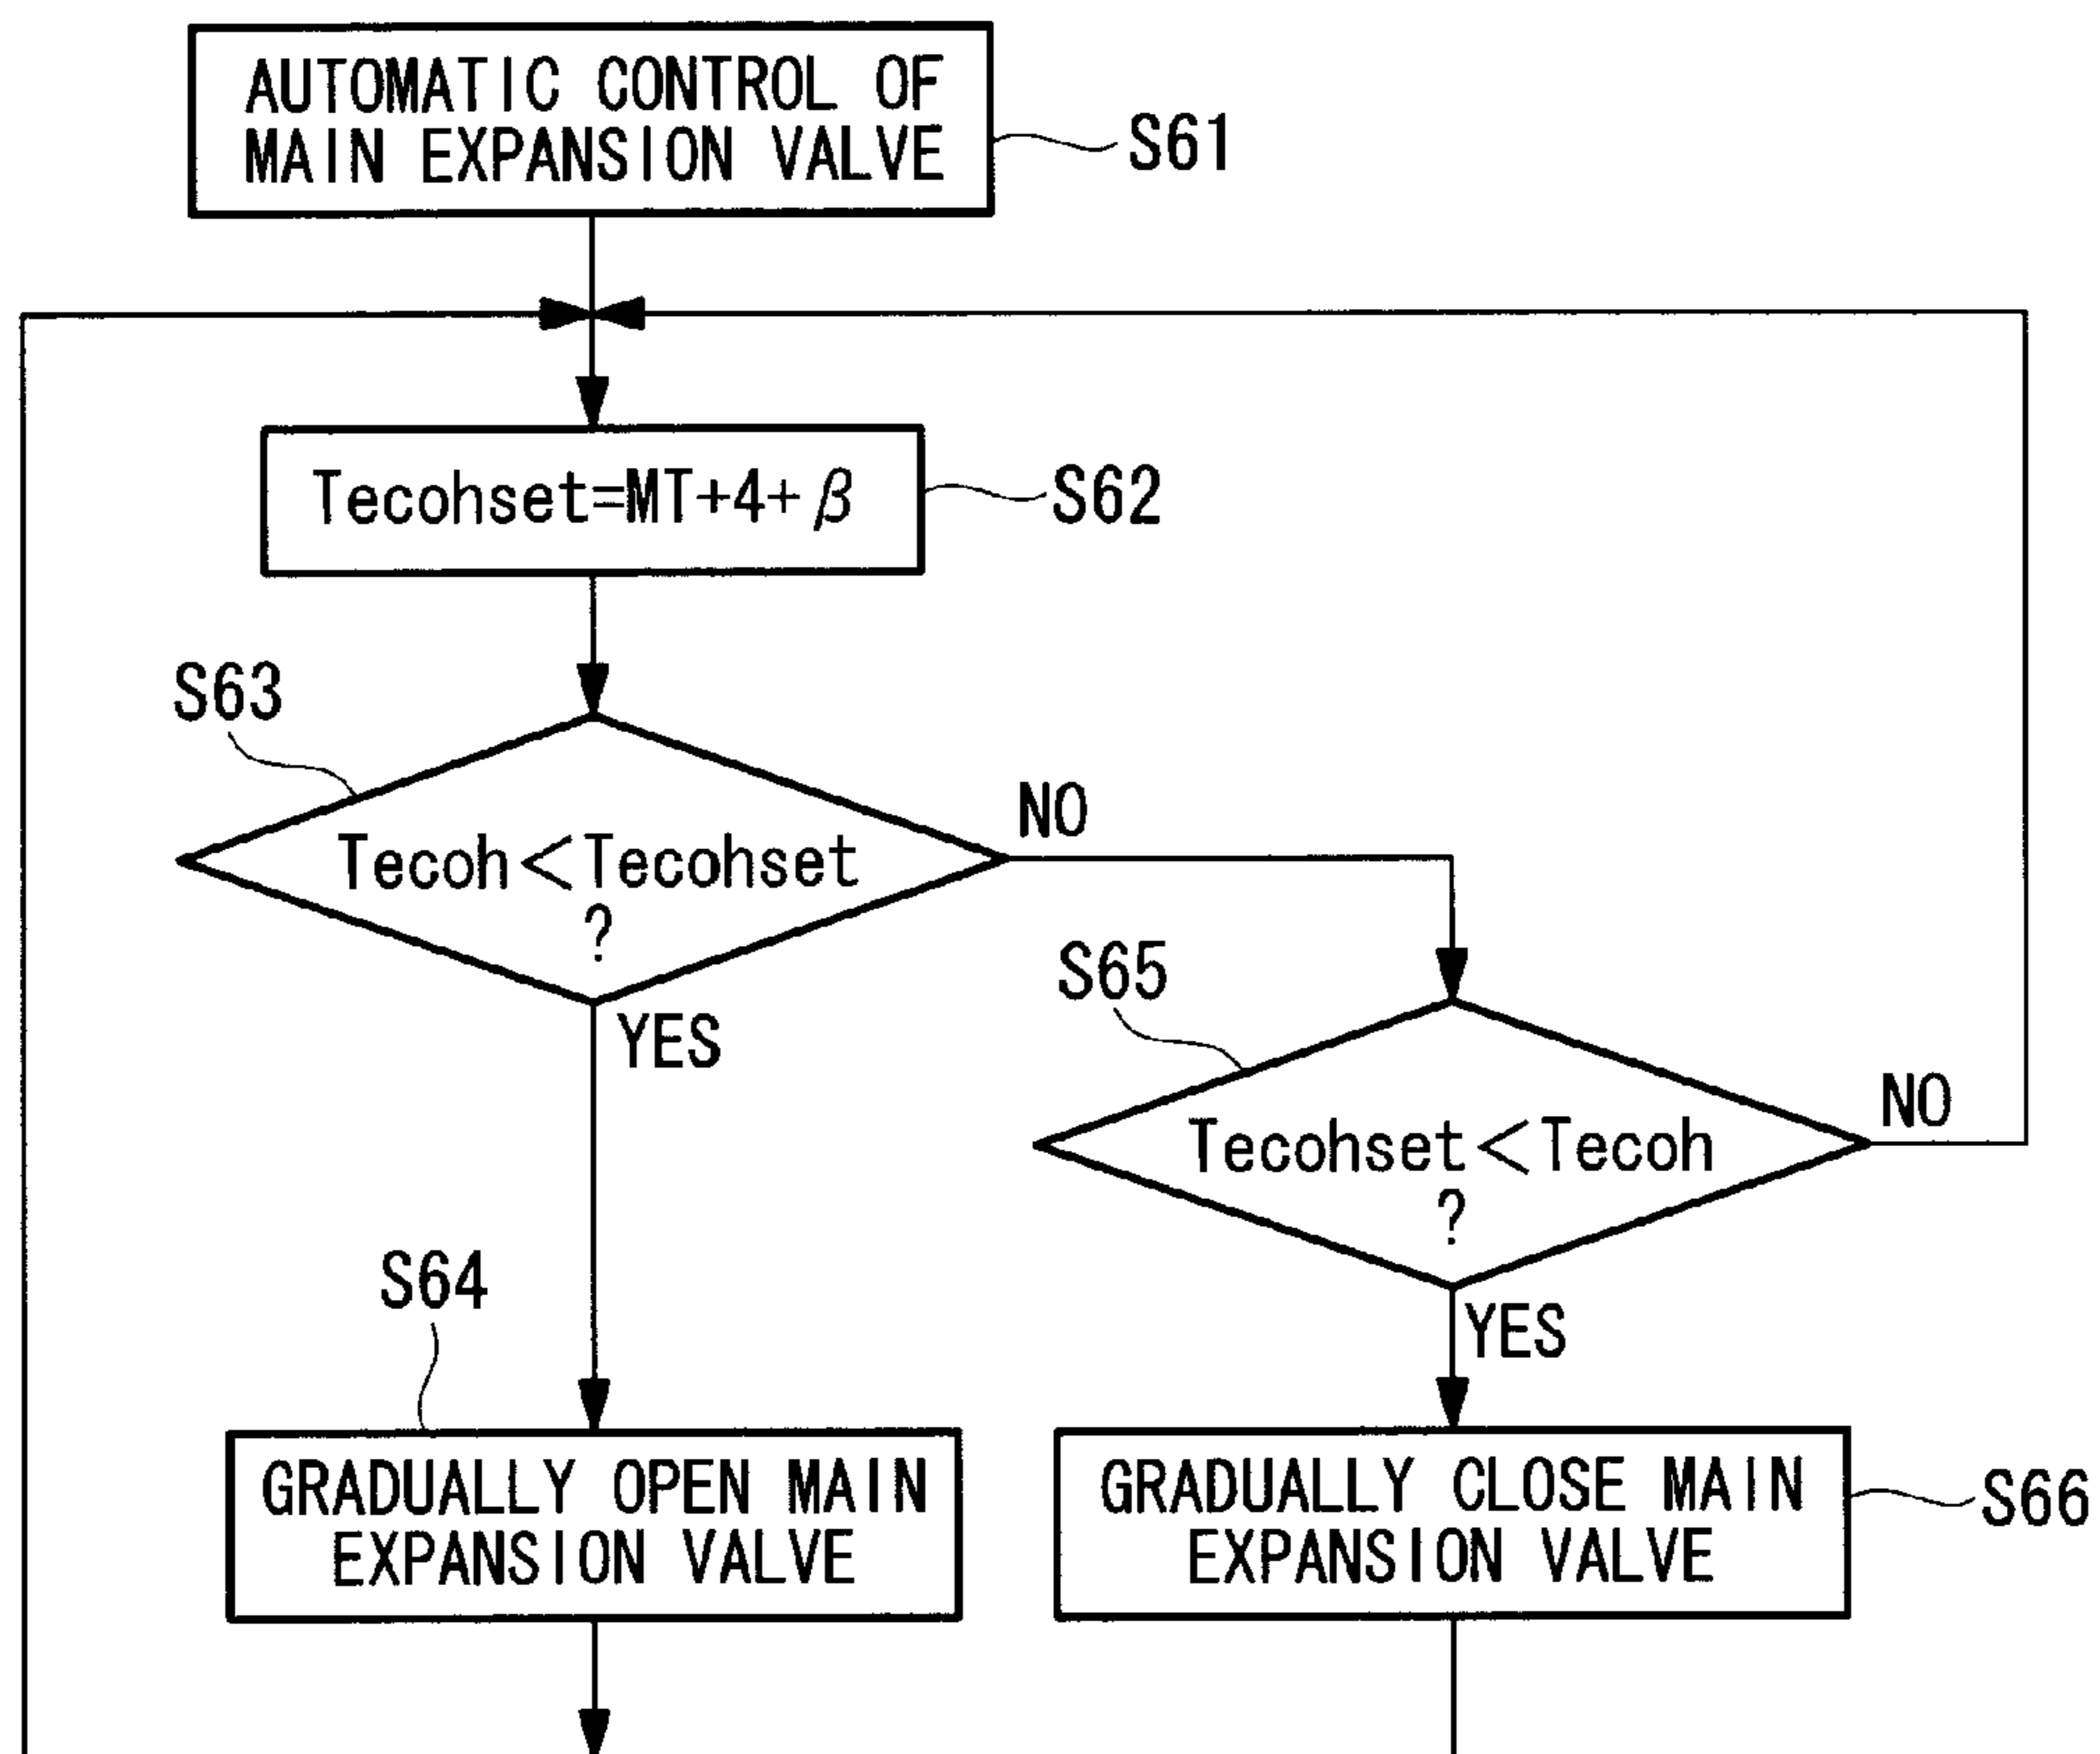 AUTOMATIC CONTROL OF
MAIN EXPANSION VALVE
S61
Tecohset=MT+4+β
S62
S63
Tecoh<Tecohset
?
NO
YES
S65
Tecohset<Tecoh
?
NO
YES
S64
GRADUALLY OPEN MAIN
EXPANSION VALVE
GRADUALLY CLOSE MAIN
EXPANSION VALVE
S66